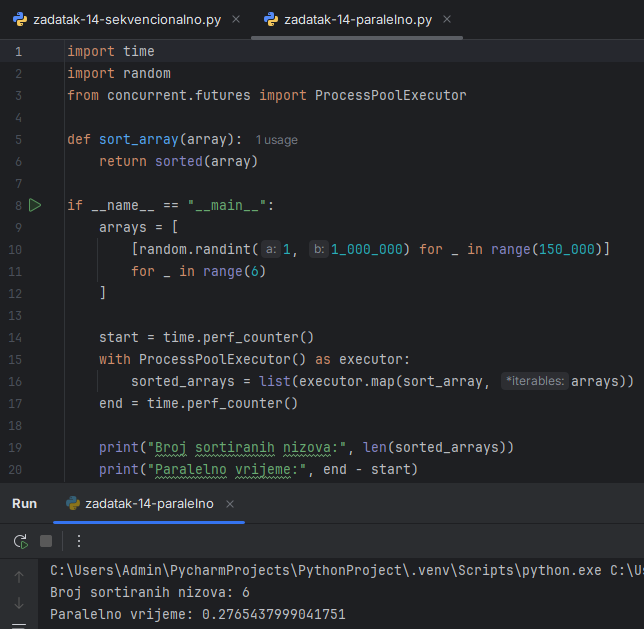 zadatak-14-sekvencionalno.py × zadatak-14-paralelno.py ×
1 import time
2 import random
3 from concurrent.futures import ProcessPoolExecutor
4
5 def sort_array(array): 1 usage
6 return sorted(array)
7
8 if __name__ == "__main__":
9 arrays = [
10 [random.randint(a: 1, b: 1_000_000) for _ in range(150_000)]
11 for _ in range(6)
12 ]
13
14 start = time.perf_counter()
15 with ProcessPoolExecutor() as executor:
16 sorted_arrays = list(executor.map(sort_array, *iterables: arrays))
17 end = time.perf_counter()
18
19 print("Broj sortiranih nizova:", len(sorted_arrays))
20 print("Paralelno vrijeme:", end - start)
Run zadatak-14-paralelno ×
C:\Users\Admin\PycharmProjects\PythonProject\.venv\Scripts\python.exe C:\U
Broj sortiranih nizova: 6
Paralelno vrijeme: 0.2765437999041751